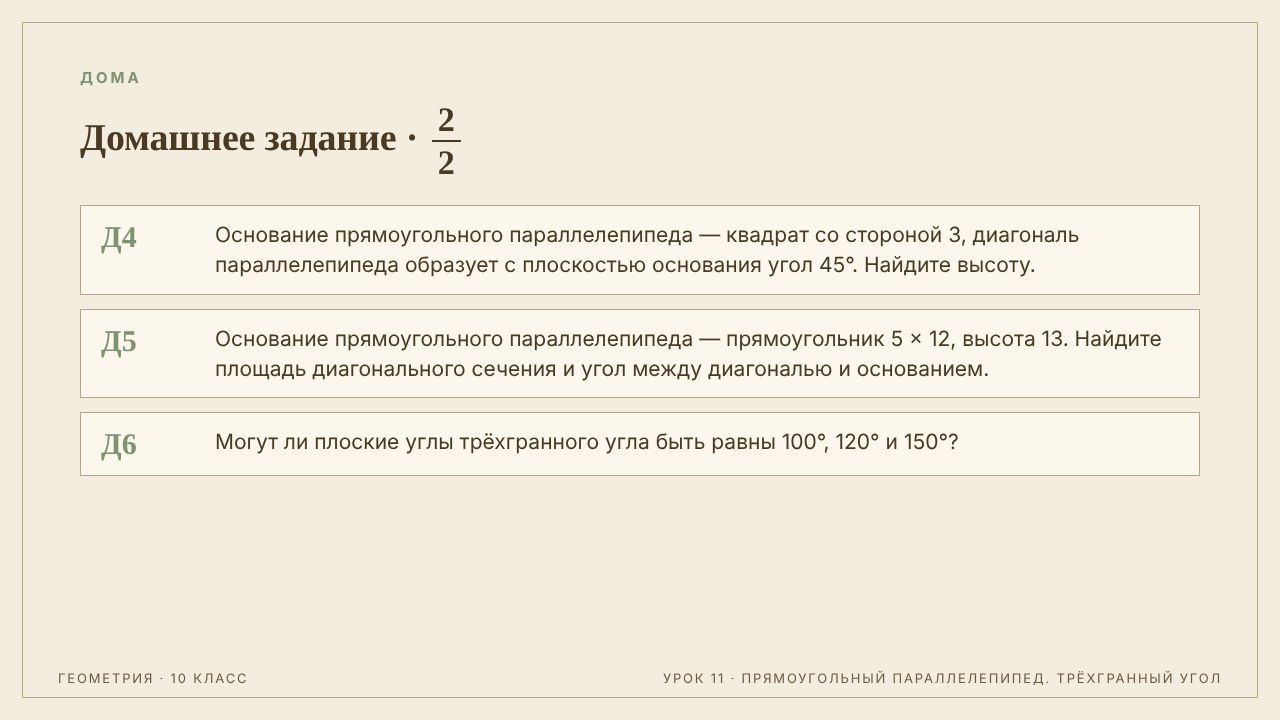 ДОМА
Домашнее задание · 2/2
Д4
Основание прямоугольного параллелепипеда — квадрат со стороной 3, диагональ
параллелепипеда образует с плоскостью основания угол 45°. Найдите высоту.
Д5
Основание прямоугольного параллелепипеда — прямоугольник 5 × 12, высота 13. Найдите
площадь диагонального сечения и угол между диагональю и основанием.
Д6
Могут ли плоские углы трёхгранного угла быть равны 100°, 120° и 150°?
ГЕОМЕТРИЯ · 10 КЛАСС
УРОК 11 · ПРЯМОУГОЛЬНЫЙ ПАРАЛЛЕЛЕПИПЕД. ТРЁХГРАННЫЙ УГОЛ